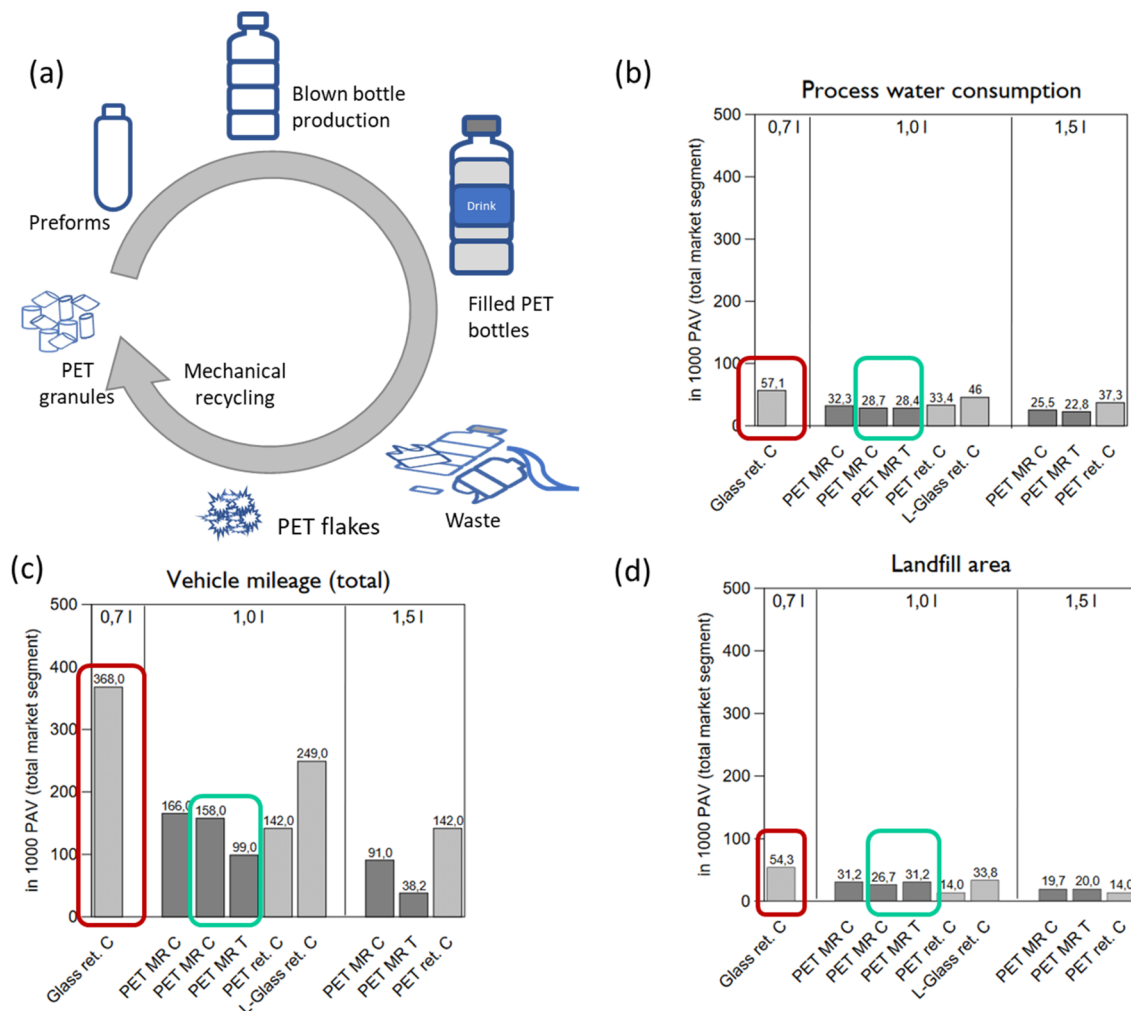 (a)
Blown bottle
production
Preforms
Drink
Filled PET
bottles
PET
granules
Mechanical
recycling
PET flakes
Waste
(b)
Process water consumption
in 1000 PAV (total market segment)
500
400
300
200
100
0
0,7 l
1,0 l
1,5 l
57,1
32,3
28,7
28,4
33,4
46
25,5
22,8
37,3
Glass ret. C
PET MR C
PET MR C
PET MR T
PET ret. C
L-Glass ret. C
PET MR C
PET MR T
PET ret. C
(c)
Vehicle mileage (total)
in 1000 PAV (total market segment)
500
400
300
200
100
0
0,7 l
1,0 l
1,5 l
368,0
166,0
158,0
99,0
142,0
249,0
91,0
38,2
142,0
Glass ret. C
PET MR C
PET MR C
PET MR T
PET ret. C
L-Glass ret. C
PET MR C
PET MR T
PET ret. C
(d)
Landfill area
in 1000 PAV (total market segment)
500
400
300
200
100
0
0,7 l
1,0 l
1,5 l
54,3
31,2
26,7
31,2
14,0
33,8
19,7
20,0
14,0
Glass ret. C
PET MR C
PET MR C
PET MR T
PET ret. C
L-Glass ret. C
PET MR C
PET MR T
PET ret. C